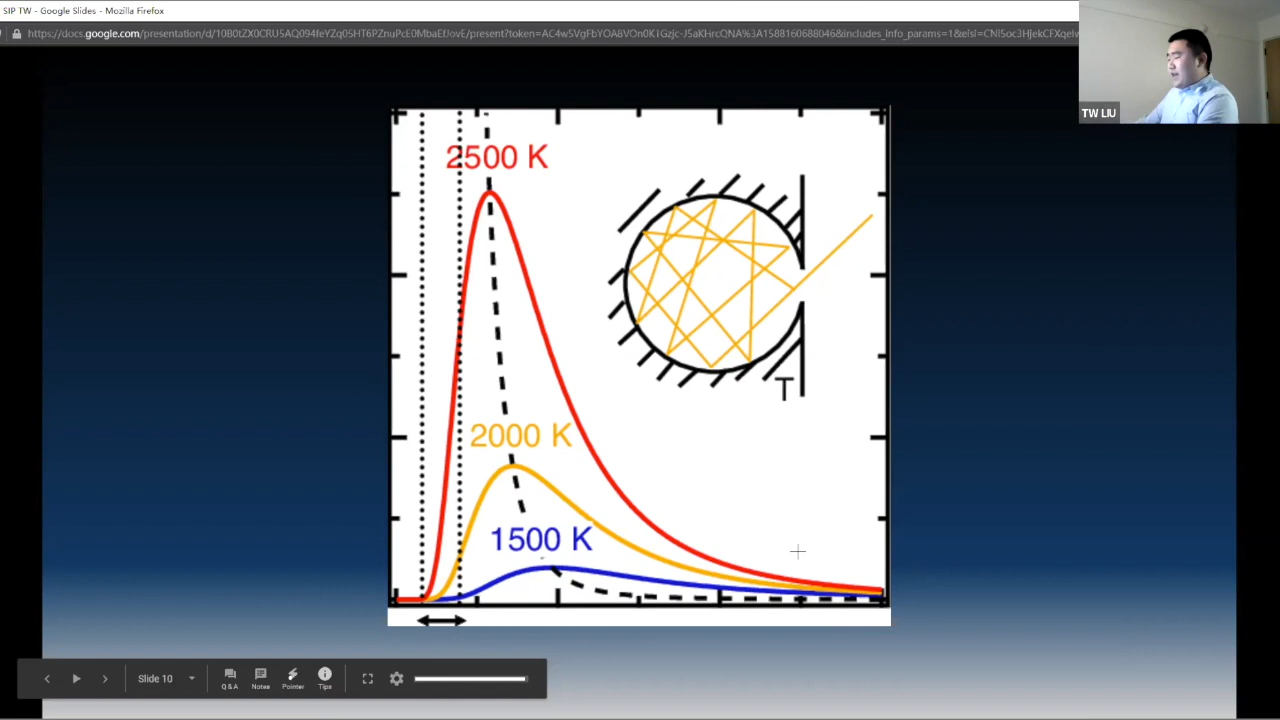 SIP TW - Google Slides - Mozilla Firefox
TW LIU
2500 K
2000 K
1500 K
T
Slide 10
Q & A
Notes
Pointer
Tips